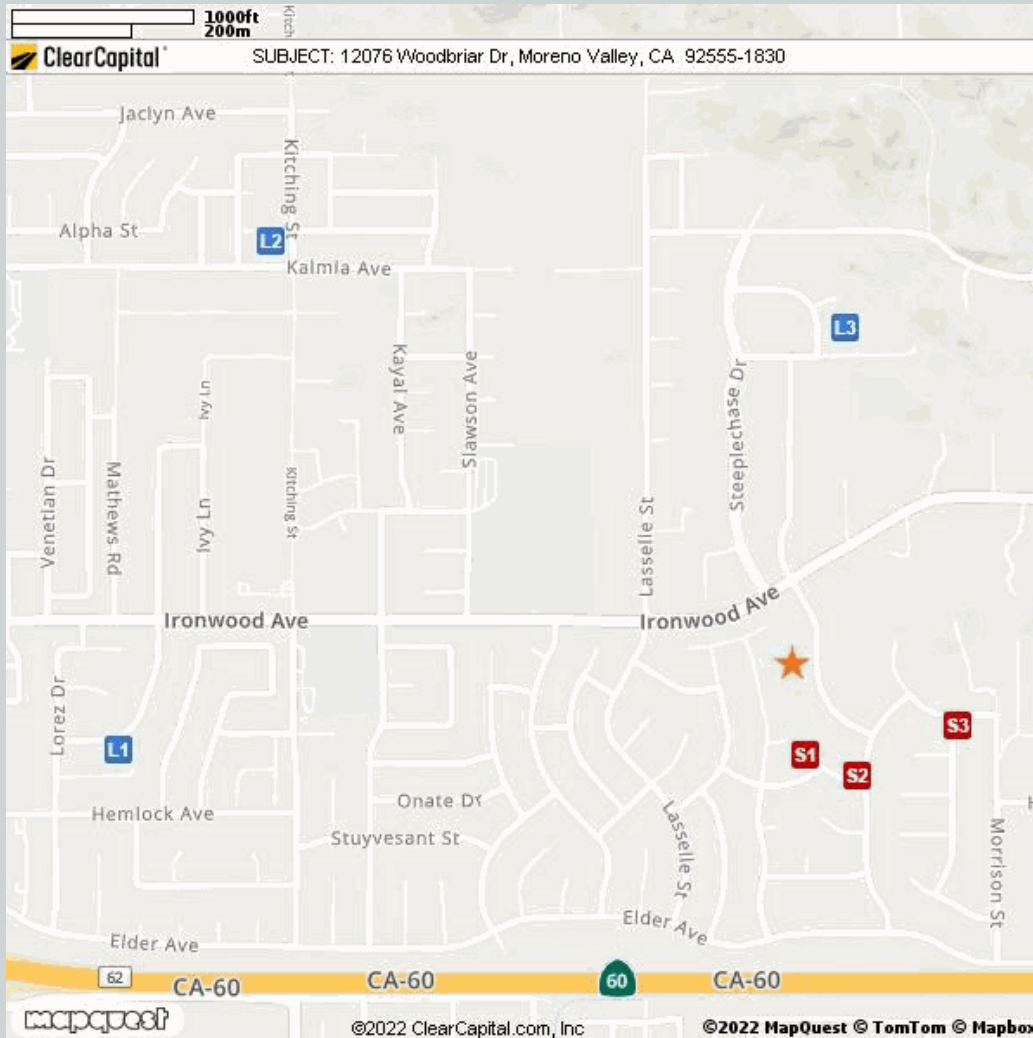 1000ft
200m
Kitch
ClearCapital
SUBJECT: 12076 Woodbriar Dr, Moreno Valley, CA 92555-1830
Jaclyn Ave
Kitching St
Alpha St
L2
Kalmia Ave
L3
Kayal Ave
Slawson Ave
Steeplechase Dr
Ivy Ln
Venetian Dr
Mathews Rd
Kitching St
Ivy Ln
Lasselle St
Ironwood Ave
Ironwood Ave
Lorez Dr
L1
S3
S1
S2
Onate Dr
Hemlock Ave
Lasselle St
H
Stuyvesant St
Morrison St
Elder Ave
Elder Ave
62
CA-60
CA-60
60
CA-60
mapquest
©2022 ClearCapital.com, Inc
©2022 MapQuest © TomTom © Mapbox